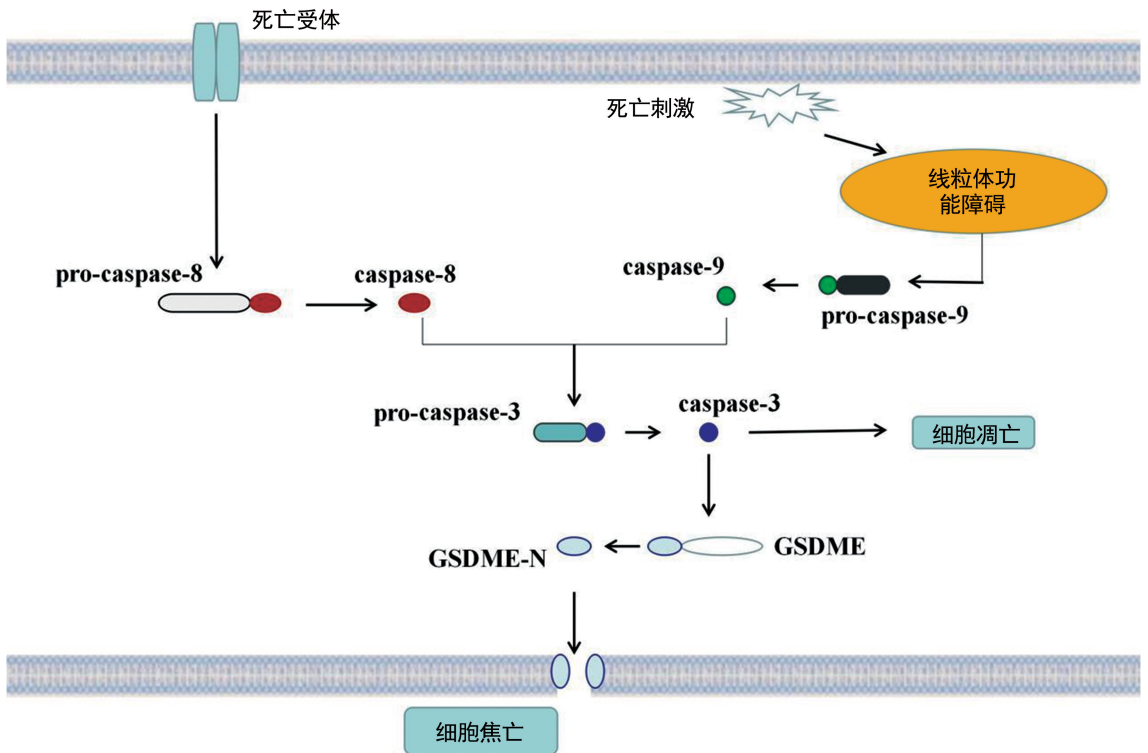 死亡受体
死亡刺激
线粒体功
能障碍
pro-caspase-8
caspase-8
caspase-9
pro-caspase-9
pro-caspase-3
caspase-3
细胞凋亡
GSDME-N
GSDME
细胞焦亡